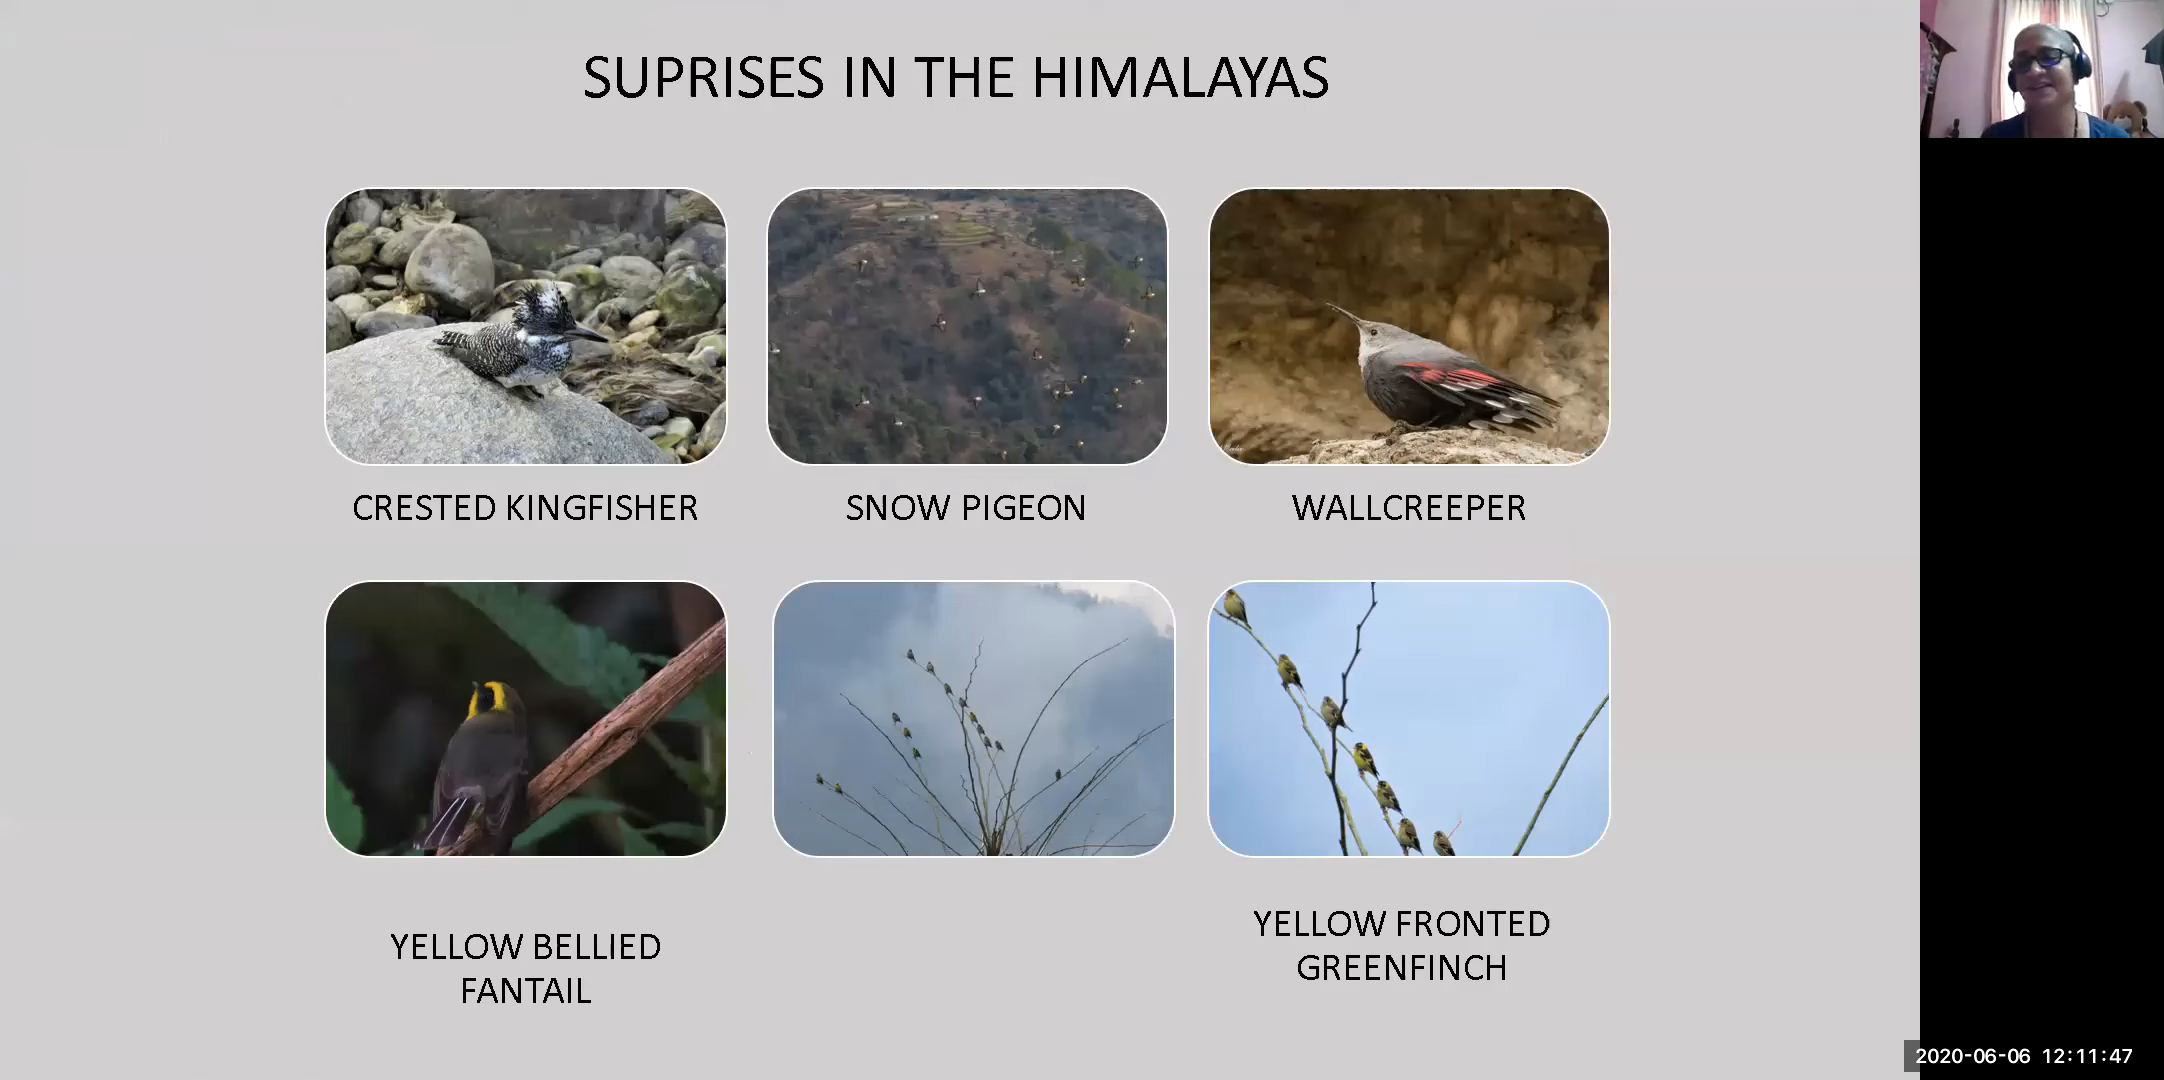 SUPRISES IN THE HIMALAYAS
CRESTED KINGFISHER
SNOW PIGEON
WALLCREEPER
YELLOW BELLIED
FANTAIL
YELLOW FRONTED
GREENFINCH
2020-06-06 12:11:47